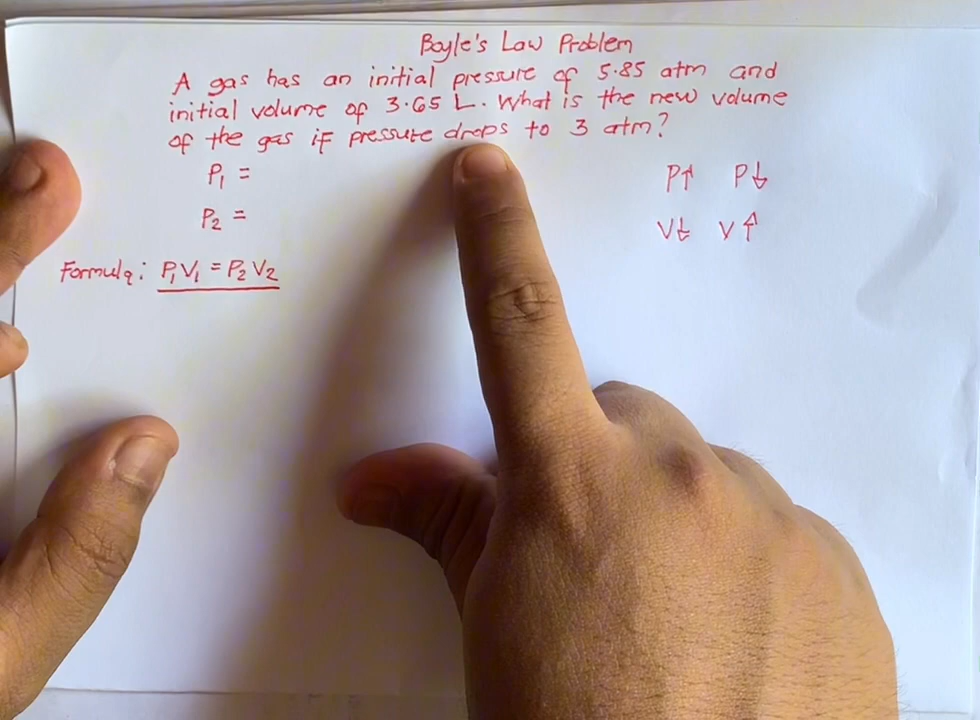 Boyle's Law Problem
A gas has an initial pressure of 5.85 atm and
initial volume of 3.65 L. What is the new volume
of the gas if pressure drops to 3 atm?
P₁ =
P↑ P↓
P₂ =
V↓ V↑
Formula: P₁V₁ = P₂V₂